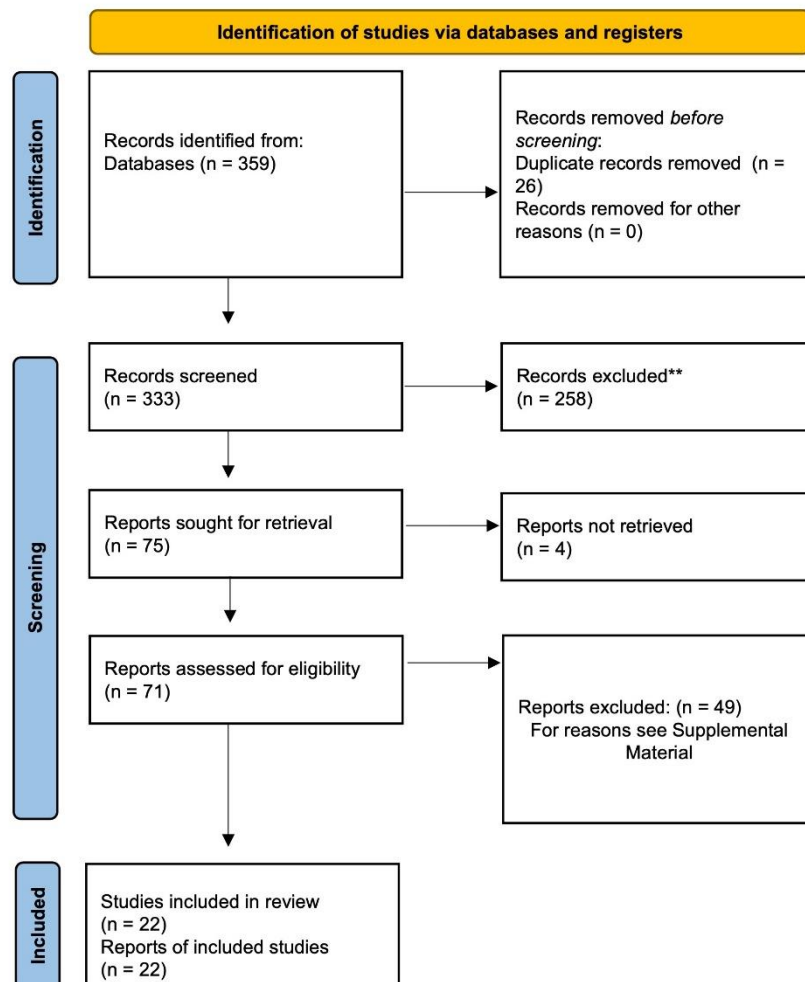 Identification of studies via databases and registers
Identification
Records identified from:
Databases (n = 359)
Records removed before
screening:
Duplicate records removed  (n =
26)
Records removed for other
reasons (n = 0)
Screening
Records screened
(n = 333)
Records excluded**
(n = 258)
Reports sought for retrieval
(n = 75)
Reports not retrieved
(n = 4)
Reports assessed for eligibility
(n = 71)
Reports excluded: (n = 49)
For reasons see Supplemental
Material
Included
Studies included in review
(n = 22)
Reports of included studies
(n = 22)